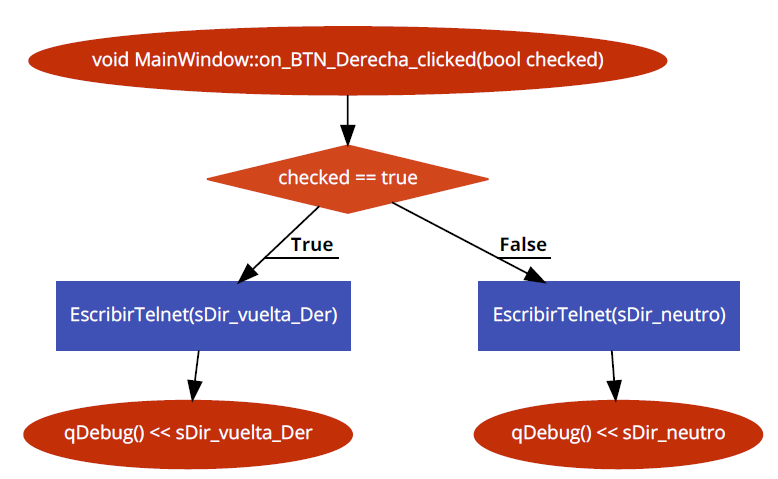 void MainWindow::on_BTN_Derecha_clicked(bool checked)
checked == true
True
False
EscribirTelnet(sDir_vuelta_Der)
EscribirTelnet(sDir_neutro)
qDebug() << sDir_vuelta_Der
qDebug() << sDir_neutro